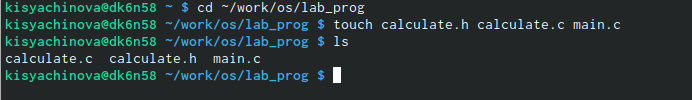 kisyachinova@dk6n58 ~ $ cd ~/work/os/lab_prog
kisyachinova@dk6n58 ~/work/os/lab_prog $ touch calculate.h calculate.c main.c
kisyachinova@dk6n58 ~/work/os/lab_prog $ ls
calculate.c  calculate.h  main.c
kisyachinova@dk6n58 ~/work/os/lab_prog $